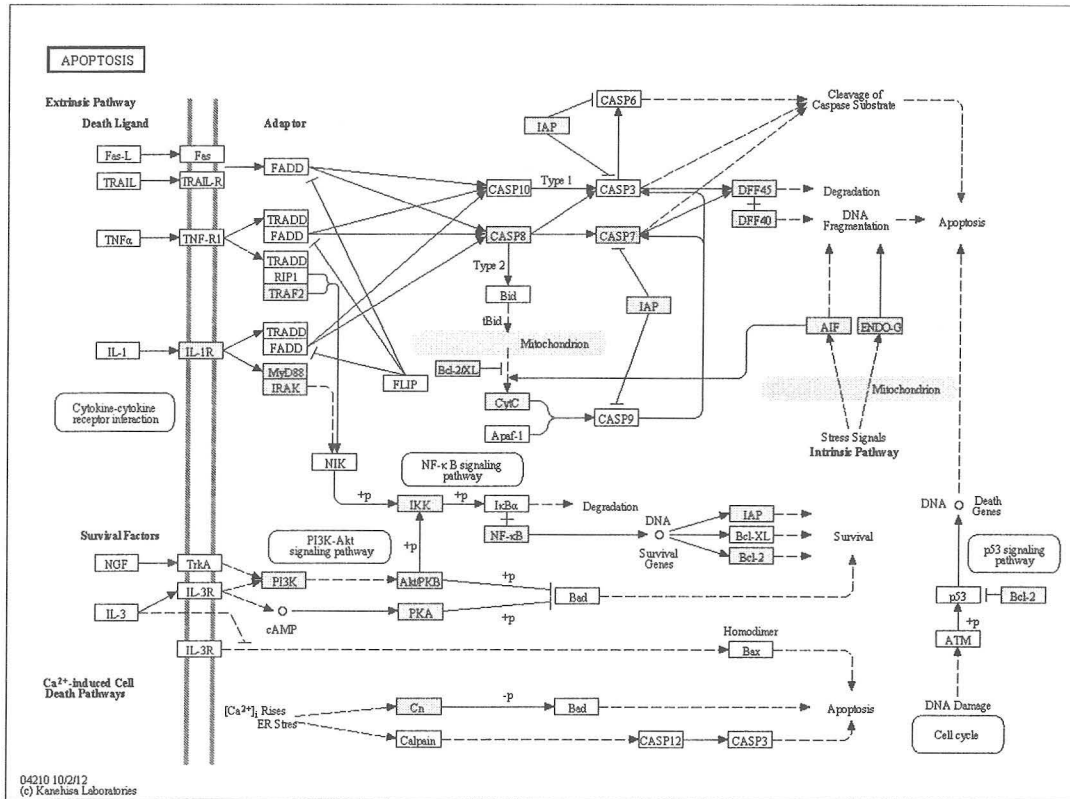 APOPTOSIS
Extrinsic Pathway
Death Ligand
Adaptor
Fas-L
Fas
TRAIL
TRAIL-R
FADD
TNFα
TNF-R1
TRADD
FADD
TRADD
RIP1
TRAF2
IL-1
IL-1R
TRADD
FADD
MyD88
IRAK
FLIP
CASP10
Type 1
CASP3
CASP6
IAP
Cleavage of
Caspase Substrate
CASP8
CASP7
Type 2
Bid
tBid
Mitochondrion
Bcl-2/XL
CytC
Apaf-1
CASP9
IAP
DFF45
Degradation
DFF40
DNA
Fragmentation
Apoptosis
AIF
ENDO-G
Mitochondrion
Stress Signals
Intrinsic Pathway
Cytokine-cytokine
receptor interaction
NIK
NF-κB signaling
pathway
+p
IKK
+p
IκBα
Degradation
NF-κB
DNA
Survival
Genes
IAP
Bcl-XL
Bcl-2
Survival
DNA
Death
Genes
Survival Factors
PI3K-Akt
signaling pathway
+p
NGF
TrkA
PI3K
Akt/PKB
+p
Bad
IL-3
IL-3R
cAMP
PKA
+p
p53 signaling
pathway
p53
Bcl-2
+p
ATM
IL-3R
Homodimer
Bax
Ca²⁺-induced Cell
Death Pathways
[Ca²⁺]i Rises
ER Stres
Cn
-p
Bad
Apoptosis
Calpain
CASP12
CASP3
DNA Damage
Cell cycle
04210 10/2/12
(c) Kanehisa Laboratories